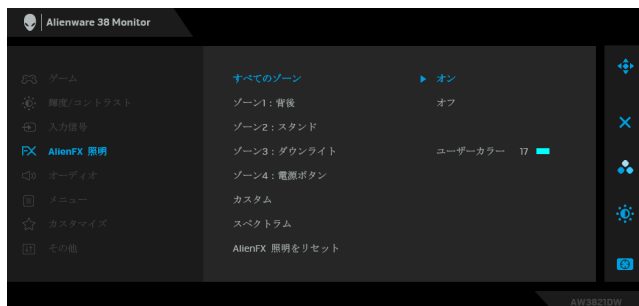 Alienware 38 Monitor
ゲーム
輝度/コントラスト
入力信号
FX AlienFX 照明
オーディオ
メニュー
カスタマイズ
その他
すべてのゾーン
ゾーン1：背後
ゾーン2：スタンド
ゾーン3：ダウンライト
ゾーン4：電源ボタン
カスタム
スペクトラム
AlienFX 照明をリセット
オン
オフ
ユーザーカラー 17
AW3821DW